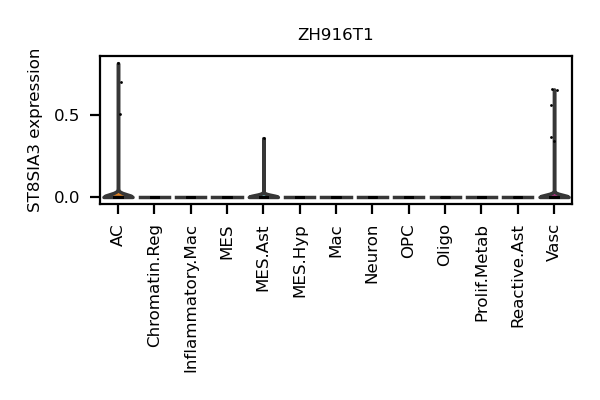 ZH916T1
ST8SIA3 expression
0.5
0.0
AC
Chromatin.Reg
Inflammatory.Mac
MES
MES.Ast
MES.Hyp
Mac
Neuron
OPC
Oligo
Prolif.Metab
Reactive.Ast
Vasc